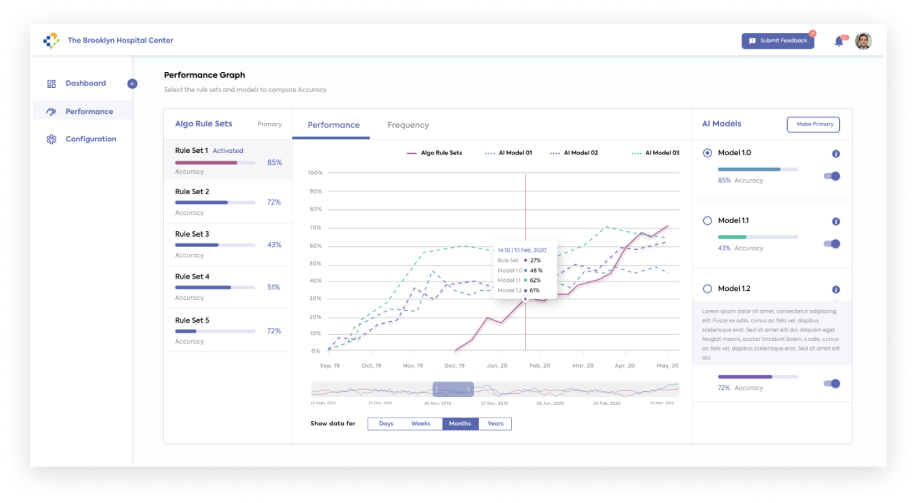 The Brooklyn Hospital Center
Submit Feedback
Dashboard
Performance
Configuration
Performance Graph
Select the rule sets and models to compare Accuracy
Algo Rule Sets Primary
Rule Set 1 Activated
85%
Accuracy
Rule Set 2
72%
Accuracy
Rule Set 3
43%
Accuracy
Rule Set 4
51%
Accuracy
Rule Set 5
72%
Accuracy
Performance Frequency
Algo Rule Sets AI Model 01 AI Model 02 AI Model 03
100%
90%
80%
70%
60%
50%
40%
30%
20%
10%
0%
14:10 | 10 Feb, 2020
Rule Set 27%
Model 1.0 48 %
Model 1.1 62%
Model 1.2 61%
Sep, 19 Oct, 19 Nov, 19 Dec, 19 Jan, 20 Feb, 20 Mar, 20 Apr, 20 May, 20
27 Dec, 2019 28 Jan, 2020
Show data for Days Weeks Months Years
AI Models Make Primary
Model 1.0
85% Accuracy
Model 1.1
43% Accuracy
Model 1.2
Lorem ipsum dolor sit amet, consectetur adipiscing
elit. Fusce ex odio, cursus ac felis vel, dapibus
scelerisque erat. Sed sit amet elit dui. Aliquam eget
feugiat mauris, auctor tincidunt lorem. s odio, cursus
ac felis vel, dapibus scelerisque erat. Sed sit amet elit
dui.
72% Accuracy